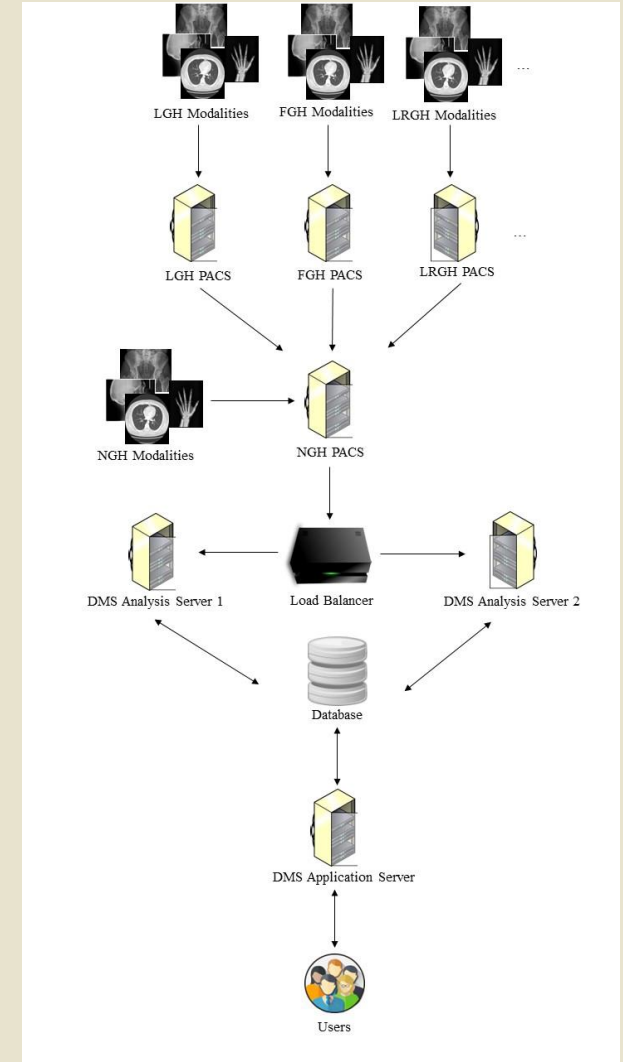 LGH Modalities
FGH Modalities
LRGH Modalities
...
LGH PACS
FGH PACS
LRGH PACS
...
NGH Modalities
NGH PACS
DMS Analysis Server 1
Load Balancer
DMS Analysis Server 2
Database
DMS Application Server
Users